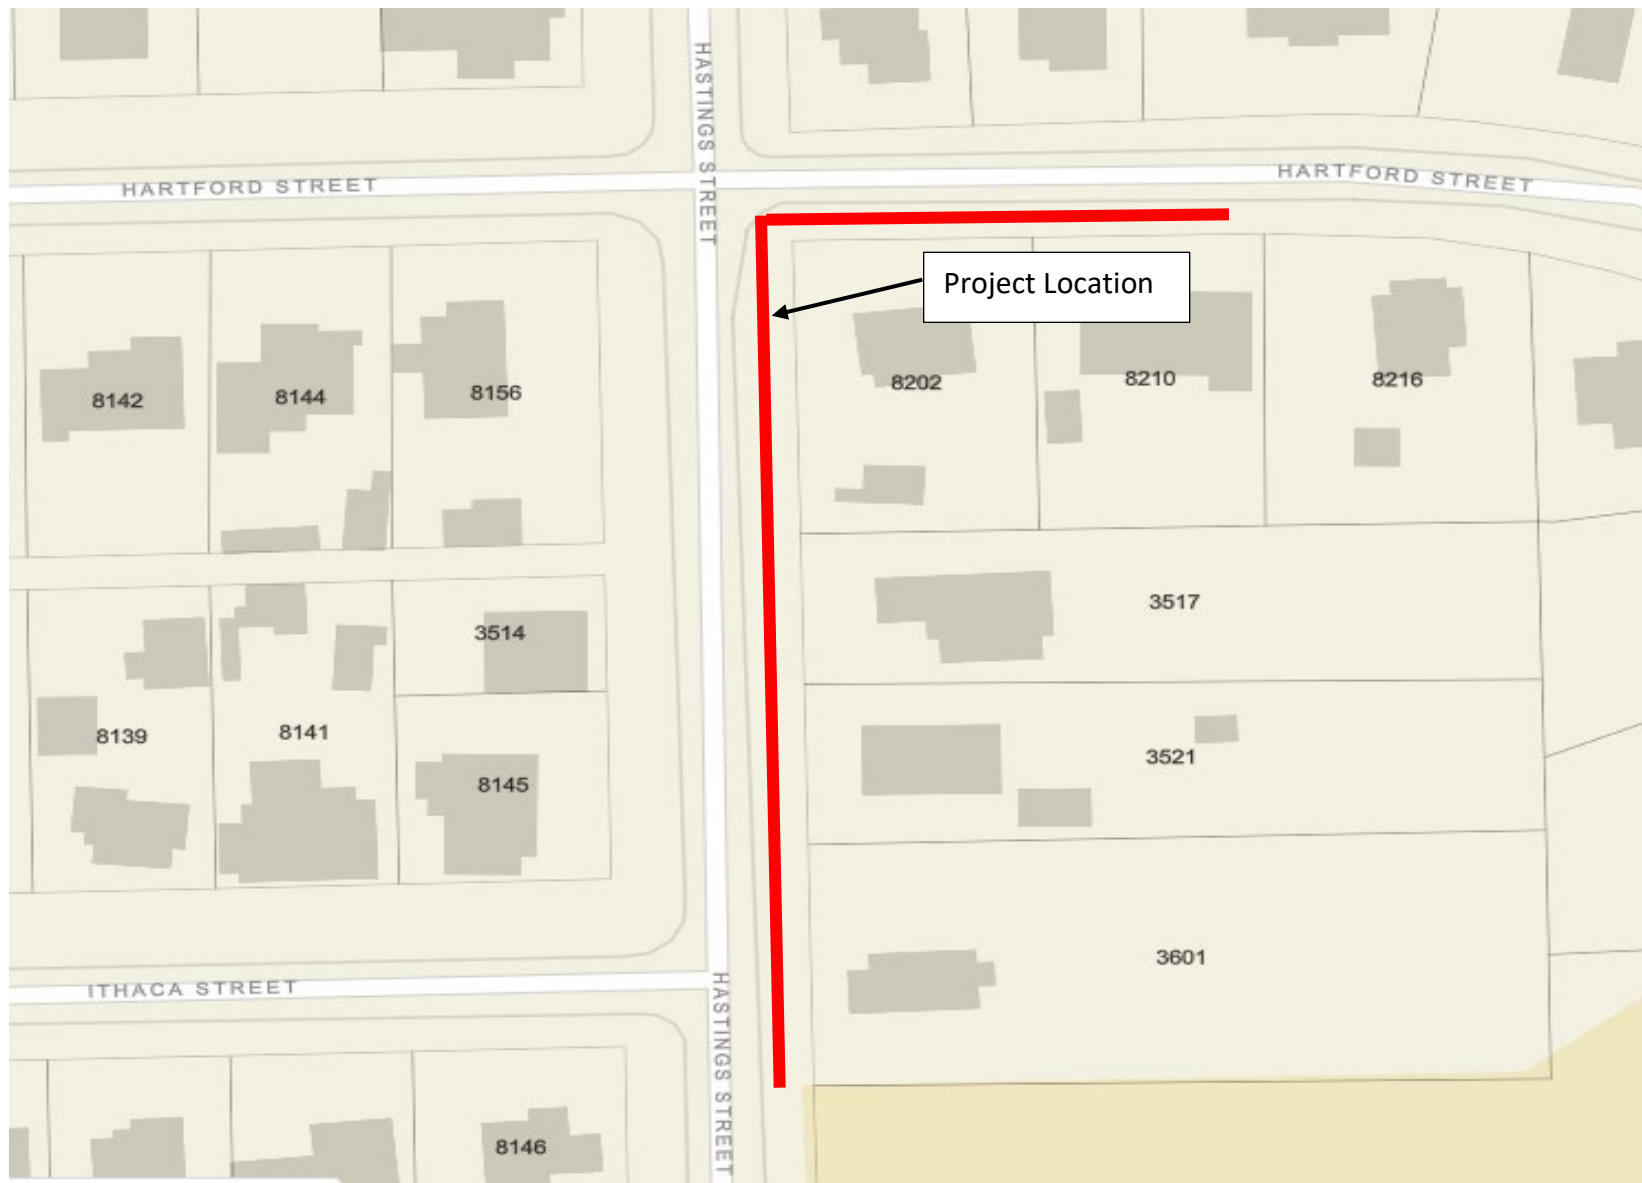 HASTINGS STREET
HARTFORD STREET
HARTFORD STREET
Project Location
8142
8144
8156
8202
8210
8216
3517
3514
8139
8141
3521
8145
3601
ITHACA STREET
HASTINGS STREET
8146